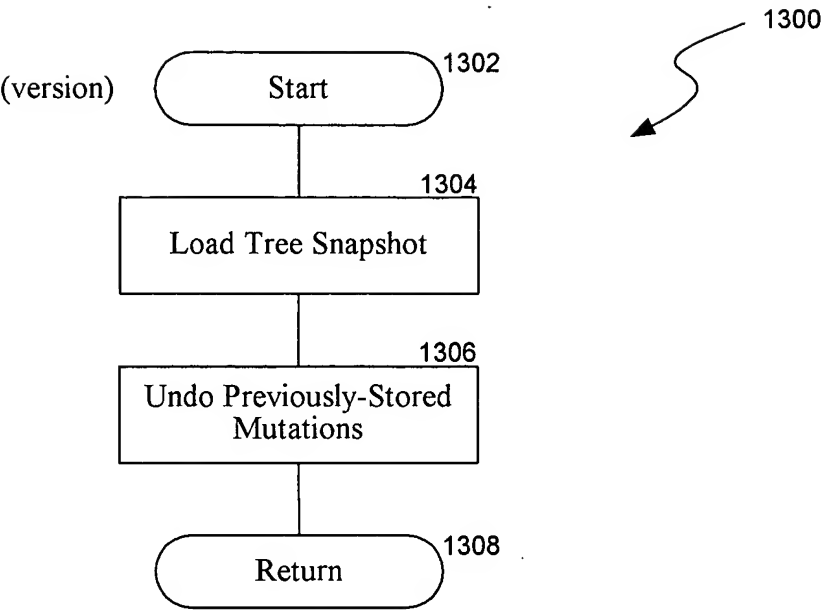 1300
1302
(version) Start
1304
Load Tree Snapshot
1306
Undo Previously-Stored
Mutations
1308
Return